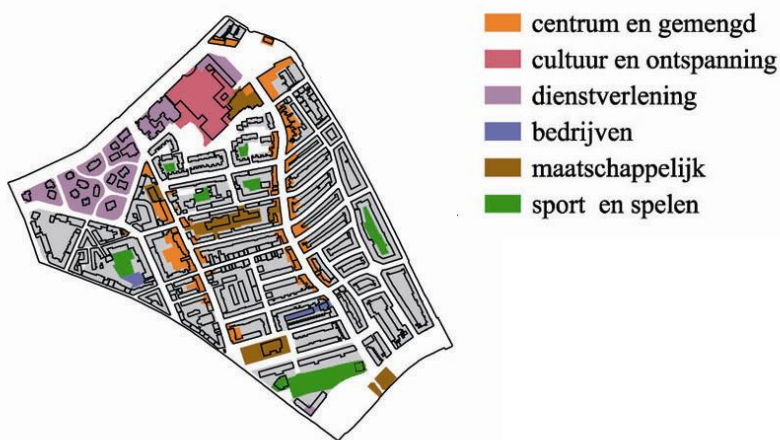 centrum en gemengd
cultuur en ontspanning
dienstverlening
bedrijven
maatschappelijk
sport en spelen